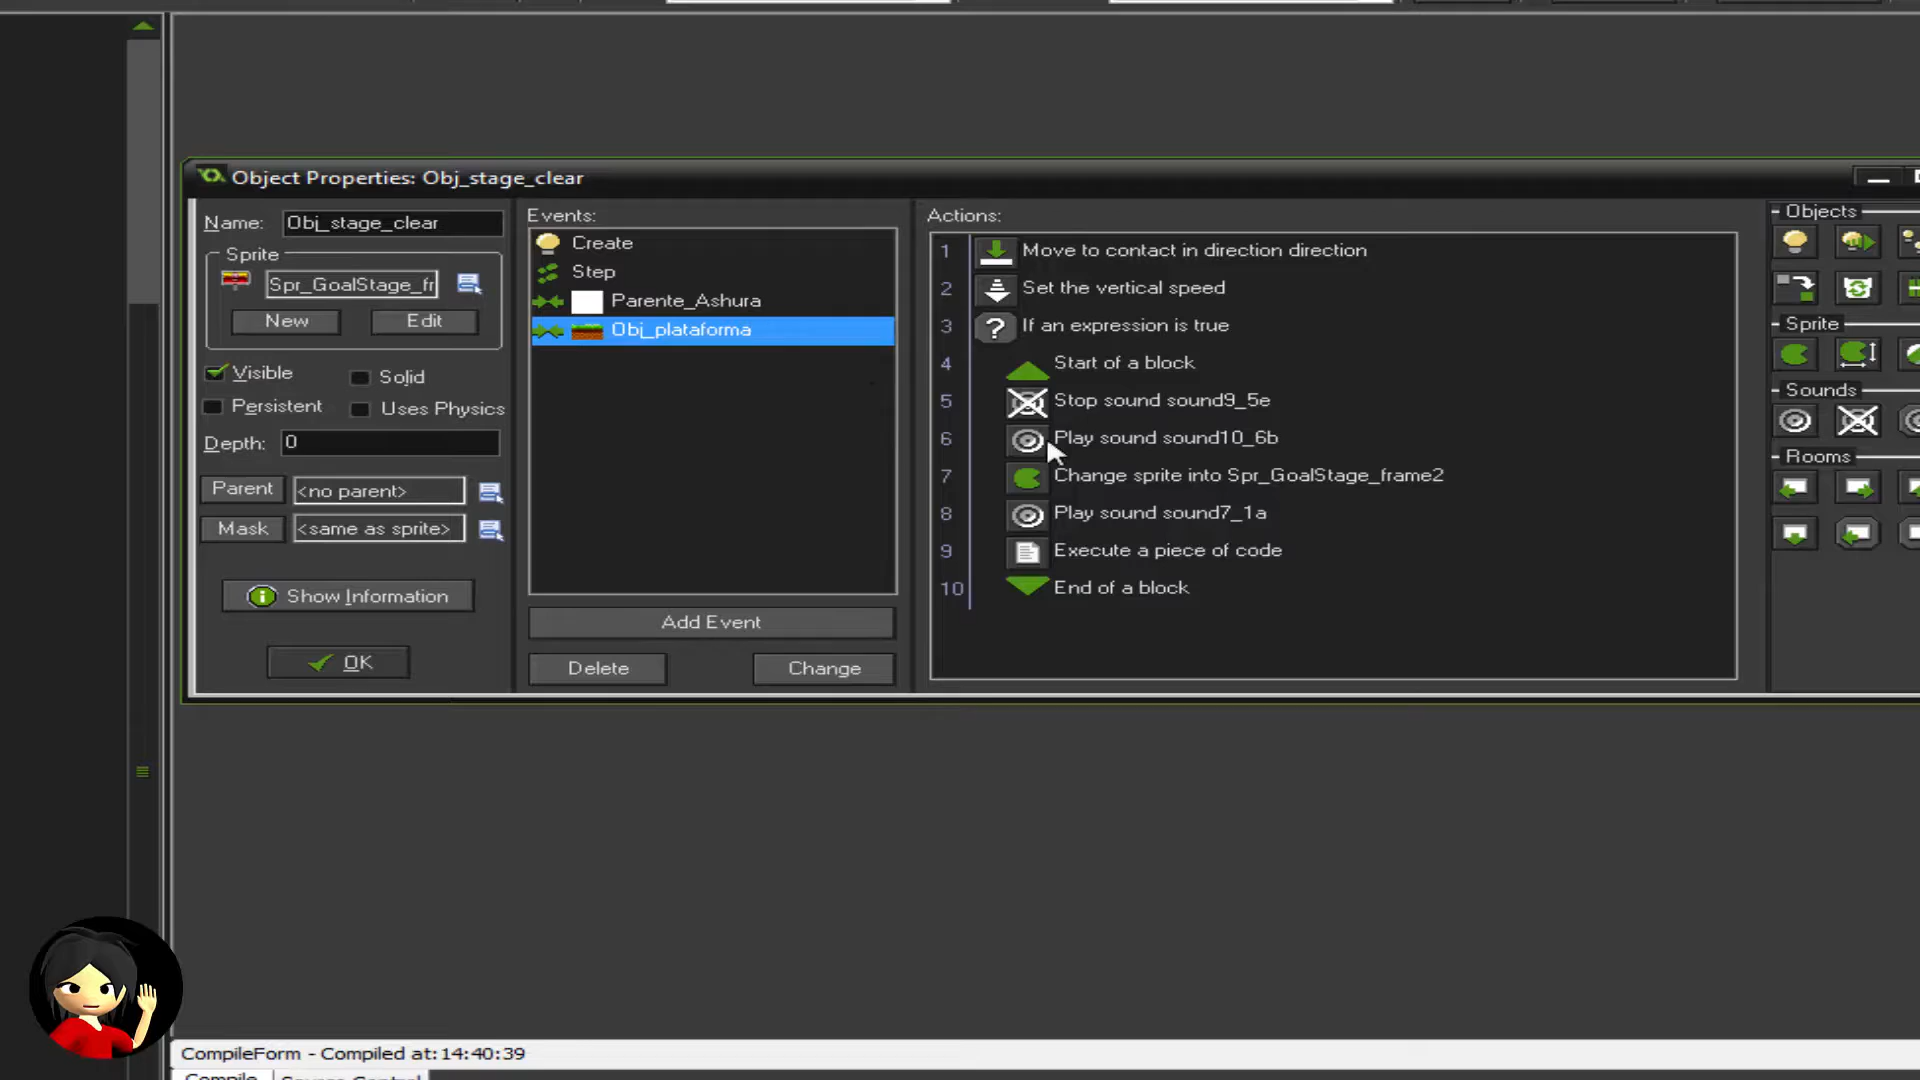 Object Properties: Obj_stage_clear
Name: Obj_stage_clear
Sprite
Spr_GoalStage_fr
New Edit
Visible Solid
Persistent Uses Physics
Depth: 0
Parent <no parent>
Mask <same as sprite>
Show Information
OK
Events:
Create
Step
Parente_Ashura
Obj_plataforma
Add Event
Delete Change
Actions:
1 Move to contact in direction direction
2 Set the vertical speed
3 If an expression is true
4 Start of a block
5 Stop sound sound9_5e
6 Play sound sound10_6b
7 Change sprite into Spr_GoalStage_frame2
8 Play sound sound7_1a
9 Execute a piece of code
10 End of a block
Objects
Sprite
Sounds
Rooms
CompileForm - Compiled at:14:40:39
Compile Source Control